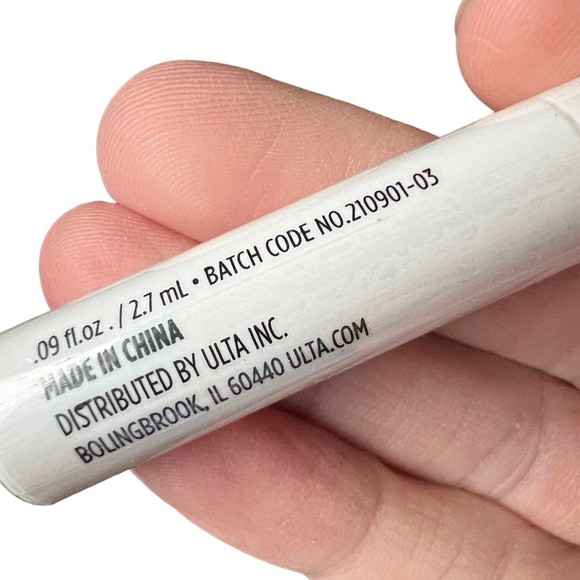 .09 fl.oz . / 2.7 mL • BATCH CODE NO.210901-03
MADE IN CHINA
DISTRIBUTED BY ULTA INC.
BOLINGBROOK, IL 60440 ULTA.COM